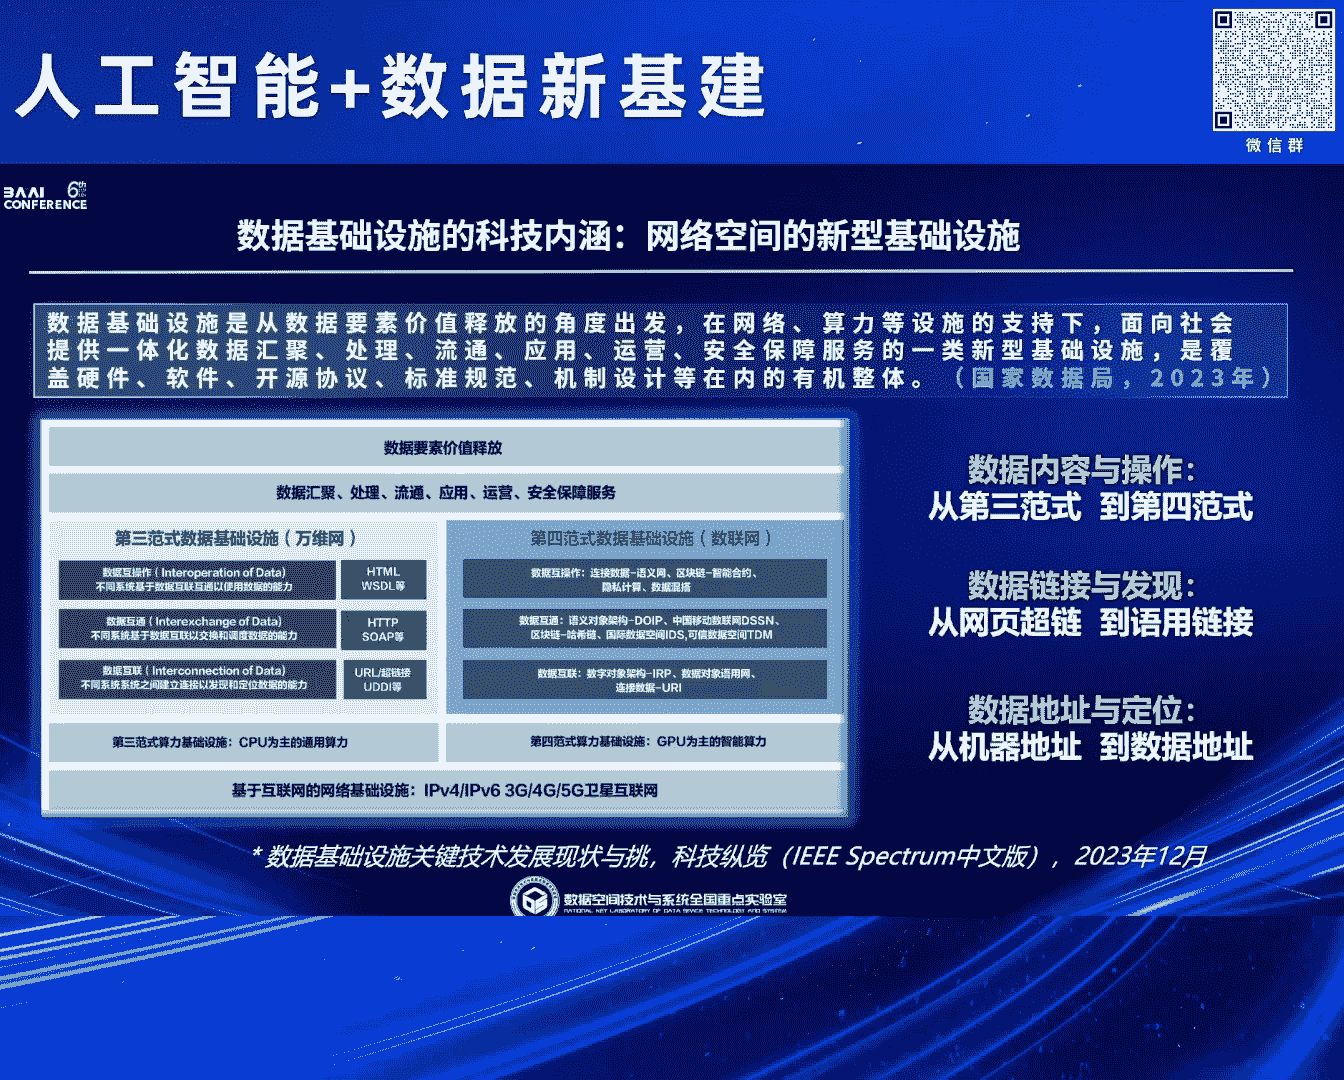 人工智能+数据新基建
微信群
BAAI 6th
CONFERENCE
数据基础设施的科技内涵：网络空间的新型基础设施
数据基础设施是从数据要素价值释放的角度出发，在网络、算力等设施的支持下，面向社会
提供一体化数据汇聚、处理、流通、应用、运营、安全保障服务的一类新型基础设施，是覆
盖硬件、软件、开源协议、标准规范、机制设计等在内的有机整体。（国家数据局，2023年）
数据要素价值释放
数据汇聚、处理、流通、应用、运营、安全保障服务
第三范式数据基础设施（万维网）
数据互操作（Interoperation of Data）
不同系统基于数据互联互通以使用数据的能力
HTML
WSDL等
数据互通（Interexchange of Data）
不同系统基于数据互联以交换和调度数据的能力
HTTP
SOAP等
数据互联（Interconnection of Data）
不同系统系统之间建立连接以发现和定位数据的能力
URL/超链接
UDDI等
第四范式数据基础设施（数联网）
数据互操作：连接数据–语义网、区块链–智能合约、
隐私计算、数据混搭
数据互通：语义对象架构–DOIP、中国移动数联网DSSN、
区块链–哈希链、国际数据空间IDS,可信数据空间TDM
数据互联：数字对象架构–IRP、数据对象语用网、
连接数据–URI
第三范式算力基础设施：CPU为主的通用算力
第四范式算力基础设施：GPU为主的智能算力
基于互联网的网络基础设施：IPv4/IPv6 3G/4G/5G卫星互联网
数据内容与操作：
从第三范式 到第四范式
数据链接与发现：
从网页超链 到语用链接
数据地址与定位：
从机器地址 到数据地址
* 数据基础设施关键技术发展现状与挑，科技纵览（IEEE Spectrum中文版），2023年12月
数据空间技术与系统全国重点实验室
NATIONAL KEY LABORATORY OF DATA SPACE TECHNOLOGY AND SYSTEM